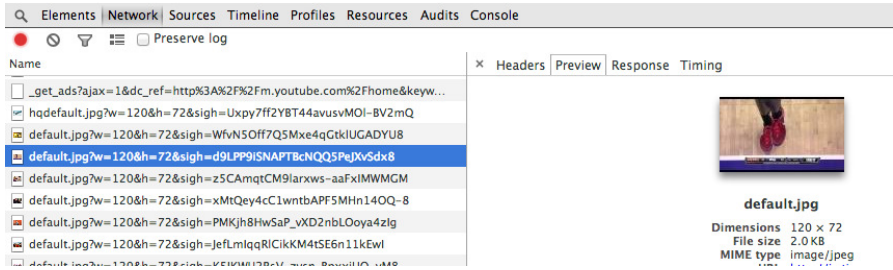 Elements Network Sources Timeline Profiles Resources Audits Console
Preserve log
Name
× Headers Preview Response Timing
_get_ads?ajax=1&dc_ref=http%3A%2F%2Fm.youtube.com%2Fhome&keyw...
hqdefault.jpg?w=120&h=72&sigh=Uxpy7ff2YBT44avusvMOl-BV2mQ
default.jpg?w=120&h=72&sigh=WfvN5Off7Q5Mxe4qGtklUGADYU8
default.jpg?w=120&h=72&sigh=d9LPP9iSNAPTBcNQQ5PeJXvSdx8
default.jpg?w=120&h=72&sigh=z5CAmqtCM9larxws-aaFxIMWMGM
default.jpg?w=120&h=72&sigh=xMtQey4cC1wntbAPF5MHn14OQ-8
default.jpg?w=120&h=72&sigh=PMKjh8HwSaP_vXD2nbLOoya4zIg
default.jpg?w=120&h=72&sigh=JefLmIqqRlCikKM4tSE6n11kEwI
default.jpg
Dimensions 120 × 72
File size 2.0 KB
MIME type image/jpeg